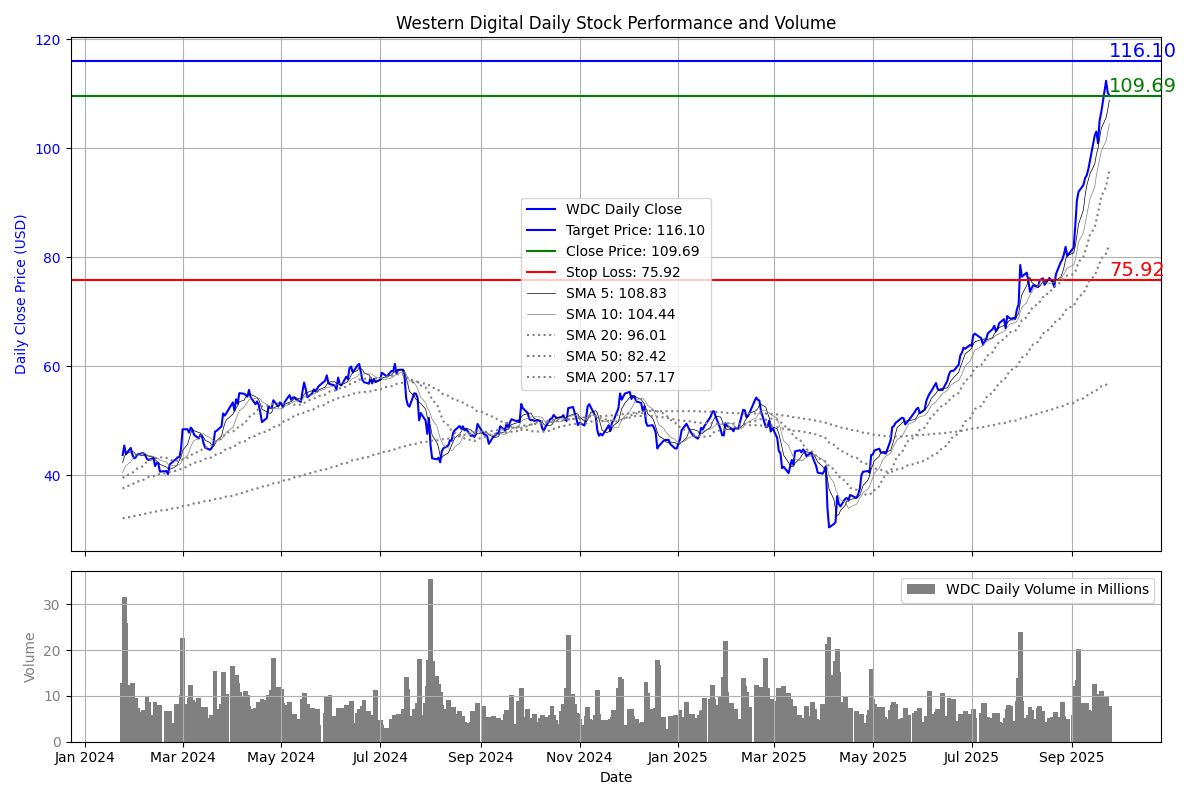 Western Digital Daily Stock Performance and Volume
120
116.10
109.69
100
WDC Daily Close
Target Price: 116.10
Close Price: 109.69
Stop Loss: 75.92
SMA 5: 108.83
SMA 10: 104.44
SMA 20: 96.01
SMA 50: 82.42
SMA 200: 57.17
80
75.92
60
40
Daily Close Price (USD)
WDC Daily Volume in Millions
30
20
10
0
Volume
Jan 2024 Mar 2024 May 2024 Jul 2024 Sep 2024 Nov 2024 Jan 2025 Mar 2025 May 2025 Jul 2025 Sep 2025
Date